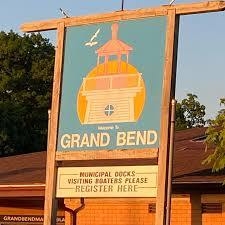 Welcome To
GRAND BEND
MUNICIPAL DOCKS
VISITING BOATERS PLEASE
REGISTER HERE